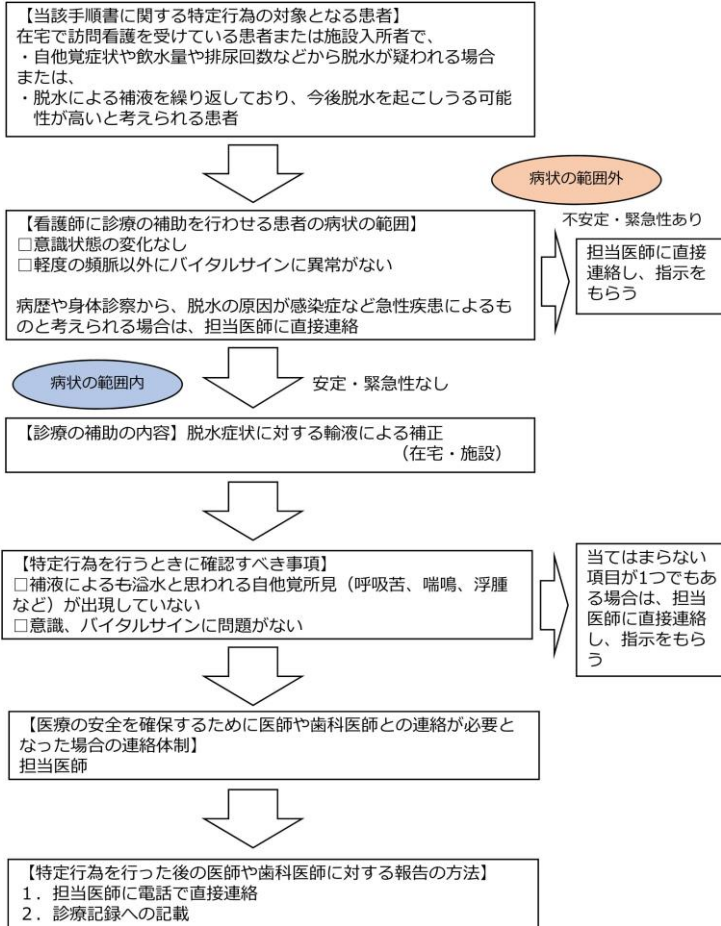 【当該手順書に関する特定行為の対象となる患者】
在宅で訪問看護を受けている患者または施設入所者で、
・自他覚症状や飲水量や排尿回数などから脱水が疑われる場合
または、
・脱水による補液を繰り返しており、今後脱水を起こしうる可能
性が高いと考えられる患者
病状の範囲外
不安定・緊急性あり
【看護師に診療の補助を行わせる患者の病状の範囲】
□意識状態の変化なし
□軽度の頻脈以外にバイタルサインに異常がない
病歴や身体診察から、脱水の原因が感染症など急性疾患によるも
のと考えられる場合は、担当医師に直接連絡
担当医師に直接
連絡し、指示を
もらう
病状の範囲内
安定・緊急性なし
【診療の補助の内容】脱水症状に対する輸液による補正
（在宅・施設）
【特定行為を行うときに確認すべき事項】
□補液によるも溢水と思われる自他覚所見（呼吸苦、喘鳴、浮腫
など）が出現していない
□意識、バイタルサインに問題がない
当てはまらない
項目が1つでもあ
る場合は、担当
医師に直接連絡
し、指示をもら
う
【医療の安全を確保するために医師や歯科医師との連絡が必要と
なった場合の連絡体制】
担当医師
【特定行為を行った後の医師や歯科医師に対する報告の方法】
１．担当医師に電話で直接連絡
２．診療記録への記載